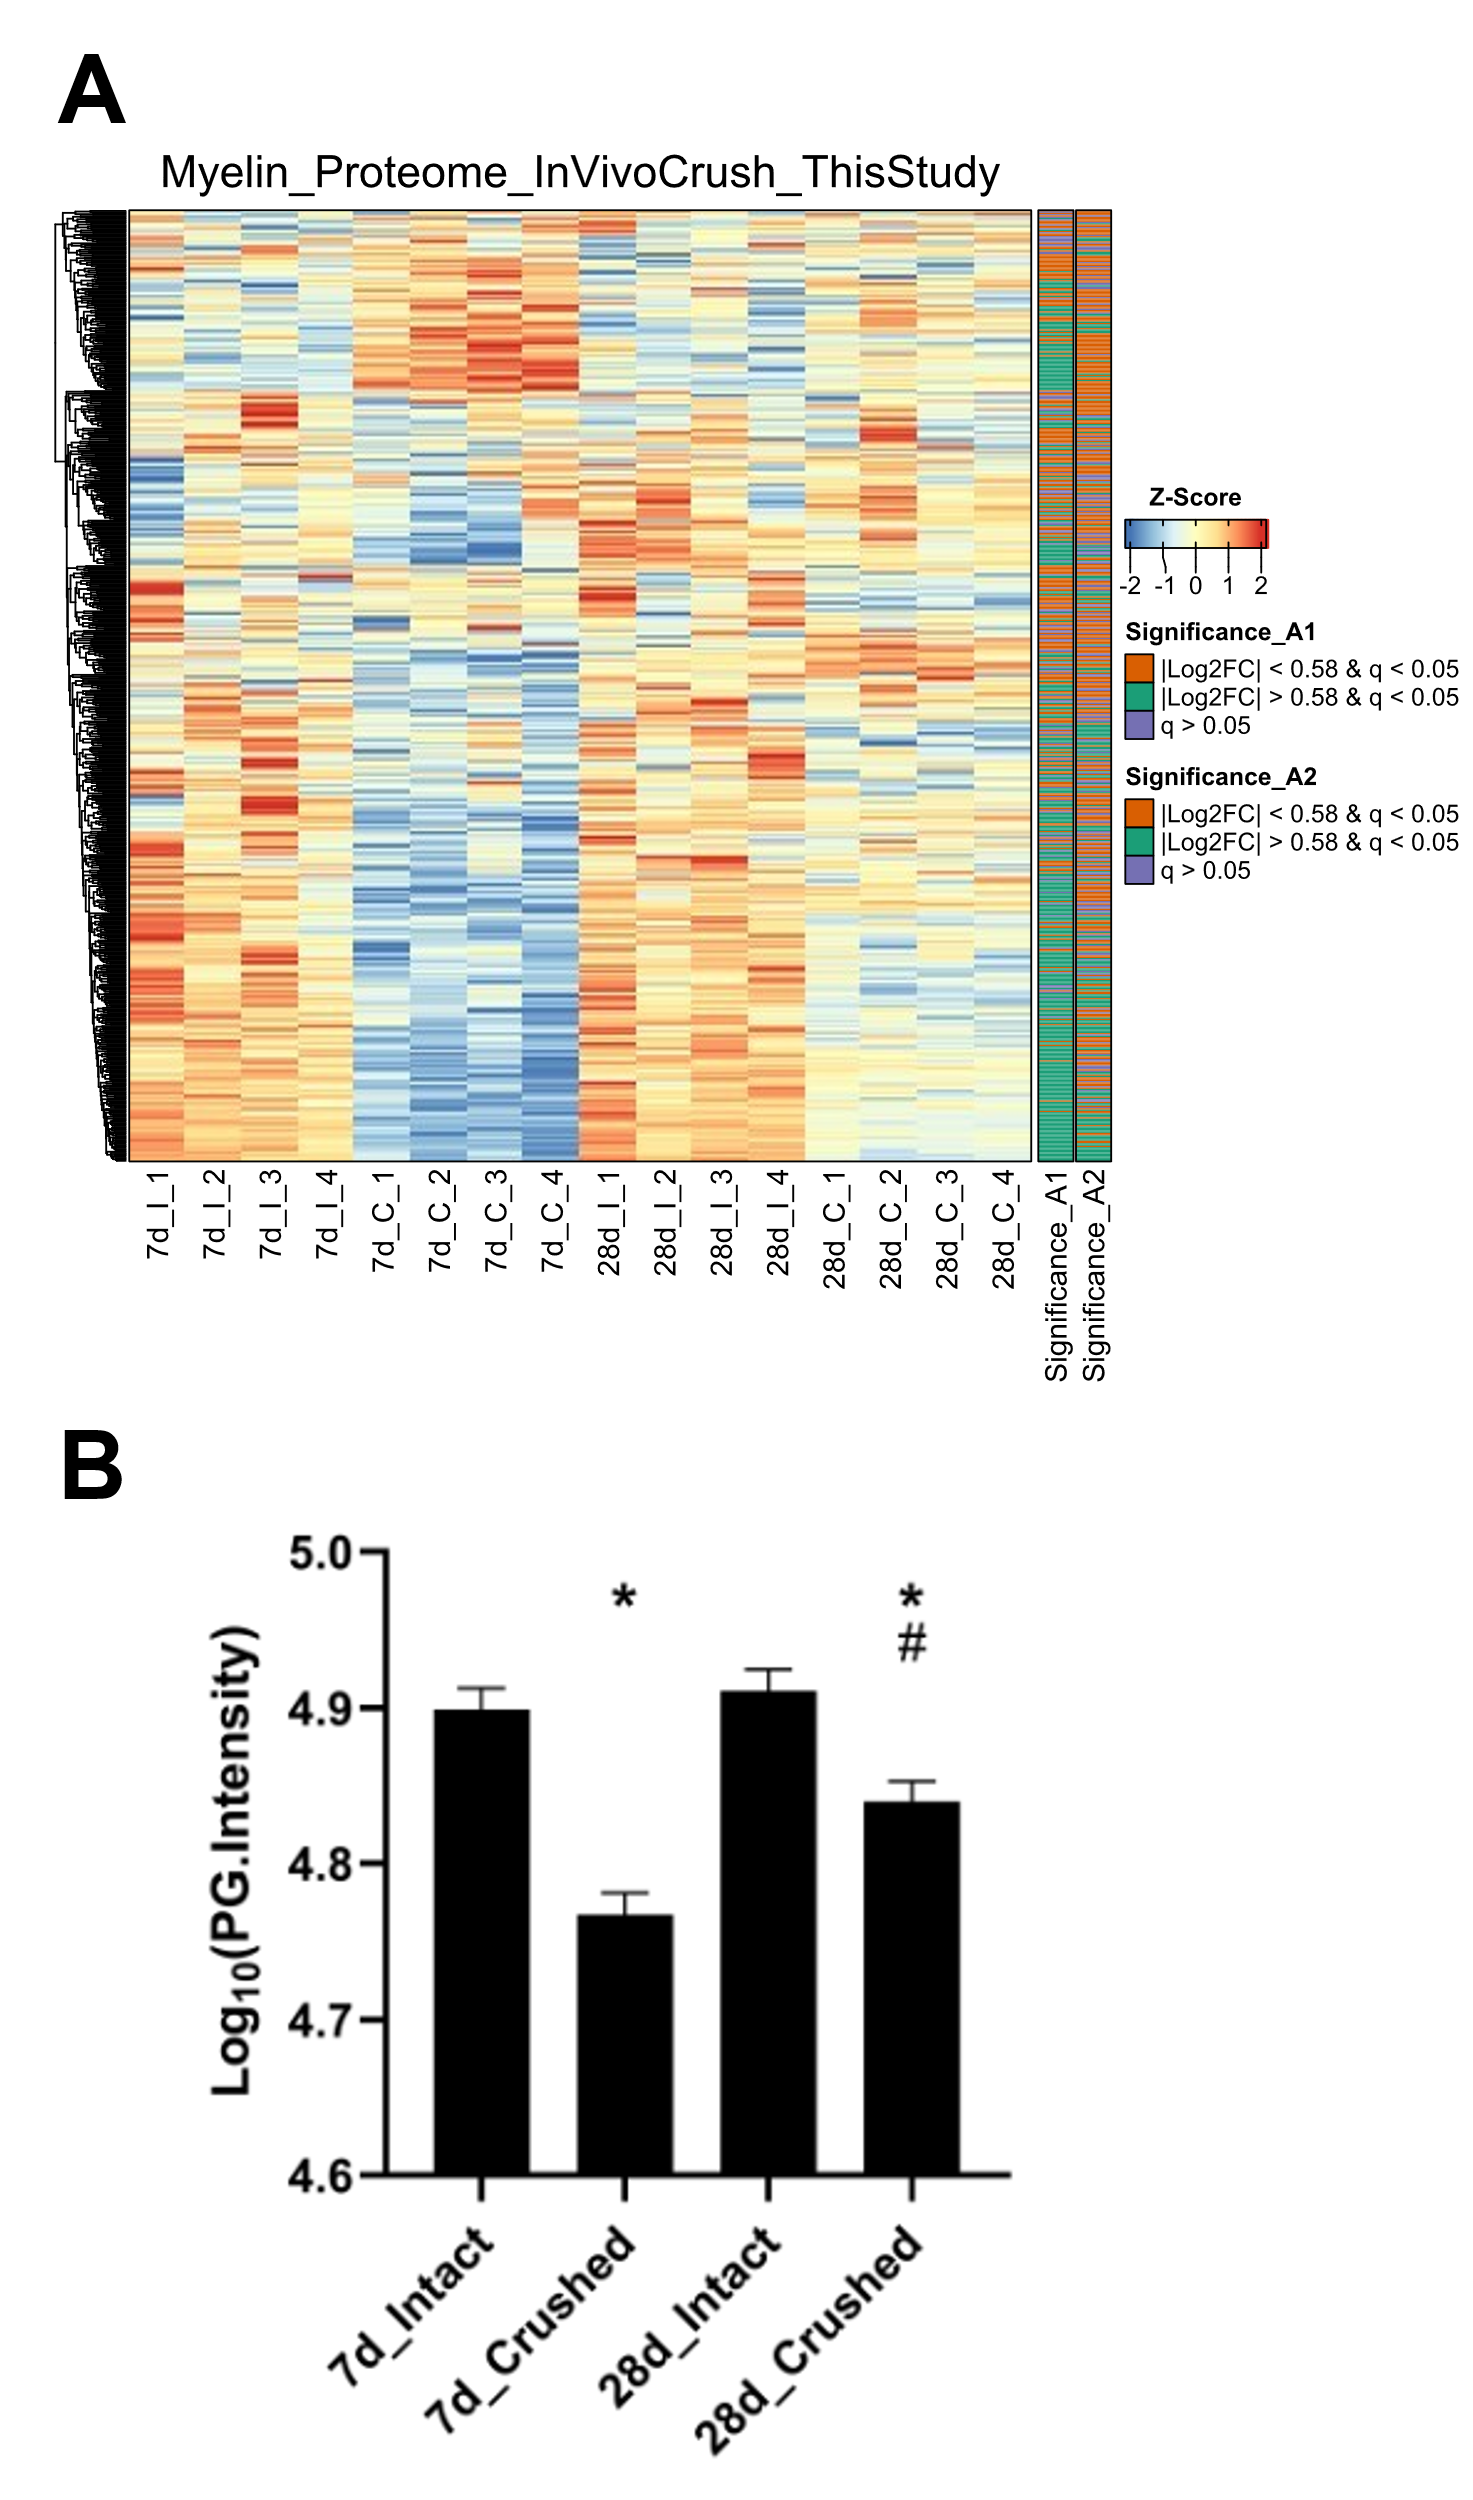 A
Myelin_Proteome_InVivoCrush_ThisStudy
Z-Score
-2 -1 0 1 2
Significance_A1
|Log2FC| < 0.58 & q < 0.05
|Log2FC| > 0.58 & q < 0.05
q > 0.05
Significance_A2
|Log2FC| < 0.58 & q < 0.05
|Log2FC| > 0.58 & q < 0.05
q > 0.05
7d_I_1
7d_I_2
7d_I_3
7d_I_4
7d_C_1
7d_C_2
7d_C_3
7d_C_4
28d_I_1
28d_I_2
28d_I_3
28d_I_4
28d_C_1
28d_C_2
28d_C_3
28d_C_4
Significance_A1
Significance_A2
B
Log10(PG.Intensity)
5.0
4.9
4.8
4.7
4.6
*
*
#
7d_Intact
7d_Crushed
28d_Intact
28d_Crushed